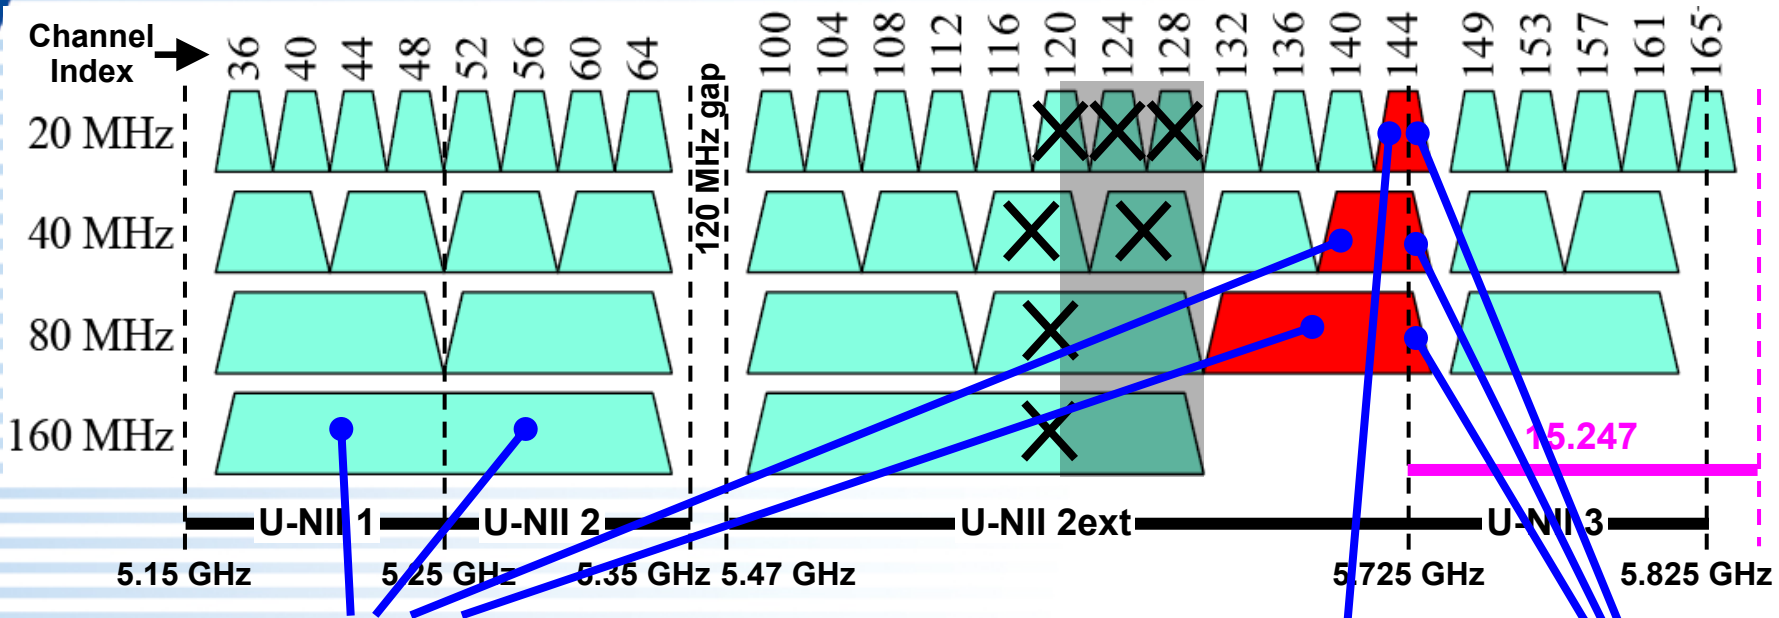 Channel Index
36 40 44 48 52 56 60 64 100 104 108 112 116 120 124 128 132 136 140 144 149 153 157 161 165
20 MHz
40 MHz
80 MHz
160 MHz
120 MHz gap
15.247
U-NII 1 U-NII 2 U-NII 2ext U-NII 3
5.15 GHz 5.25 GHz 5.35 GHz 5.47 GHz 5.725 GHz 5.825 GHz